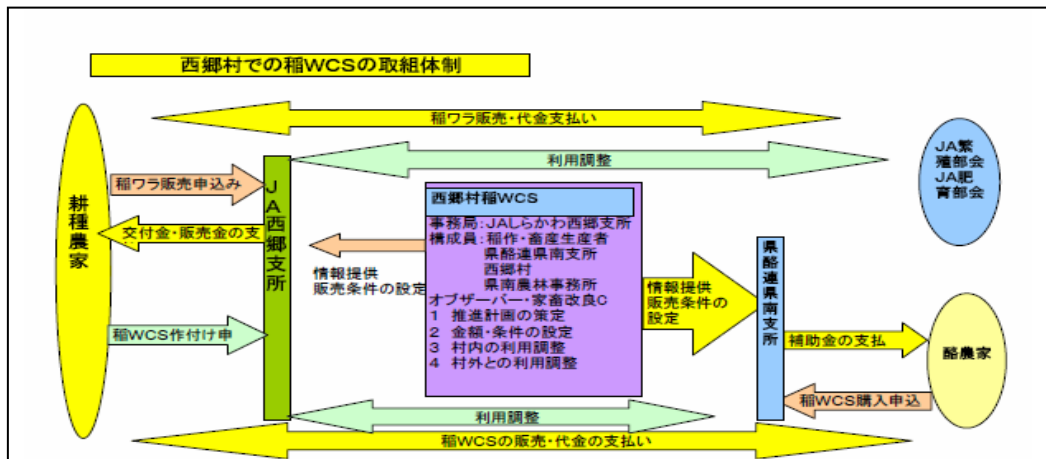 西郷村での稲WCSの取組体制
稲ワラ販売・代金支払い
利用調整
JA繁
殖部会
JA肥
育部会
耕種農家
稲ワラ販売申込み
交付金・販売金の支
稲WCS作付け申
JA西郷支所
情報提供
販売条件の設定
西郷村稲WCS
事務局:JAしらかわ西郷支所
構成員:稲作・畜産生産者
県酪連県南支所
西郷村
県南農林事務所
オブザーバー・家畜改良C
1 推進計画の策定
2 金額・条件の設定
3 村内の利用調整
4 村外との利用調整
情報提供
販売条件の
設定
県酪連県南支所
補助金の支払
稲WCS購入申込
酪農家
利用調整
稲WCSの販売・代金の支払い